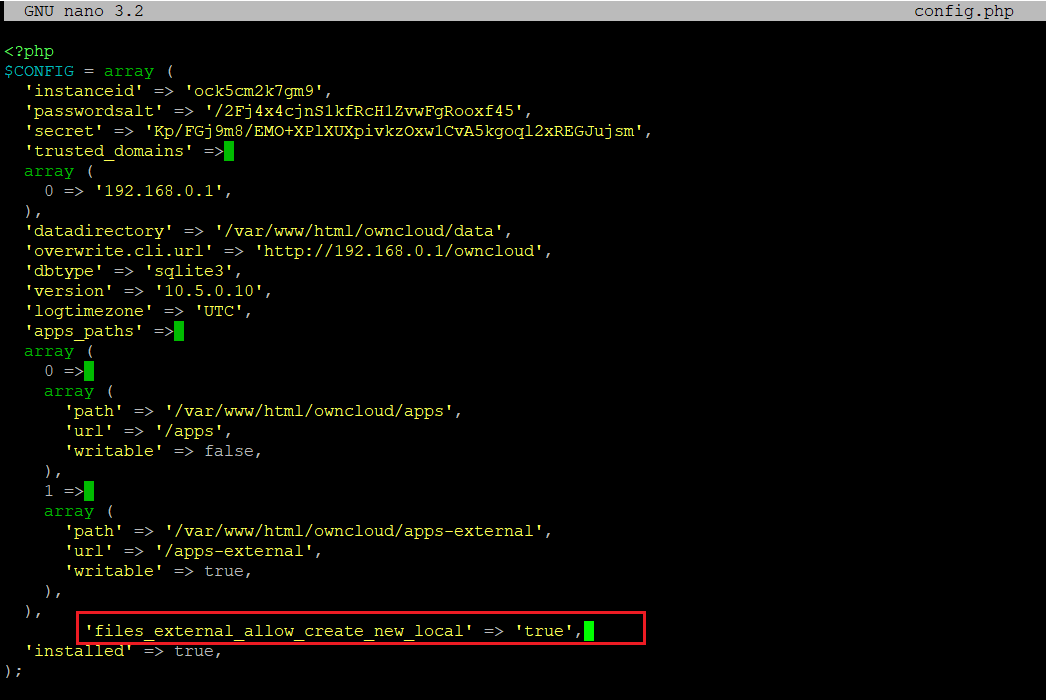 GNU nano 3.2 config.php
<?php
$CONFIG = array (
'instanceid' => 'ock5cm2k7gm9',
'passwordsalt' => '/2Fj4x4cjnS1kfRcH1ZvwFgRooxf45',
'secret' => 'Kp/FGj9m8/EMO+XPlXUXpivkzOxw1CvA5kgoql2xREGJujsm',
'trusted_domains' =>
array (
0 => '192.168.0.1',
),
'datadirectory' => '/var/www/html/owncloud/data',
'overwrite.cli.url' => 'http://192.168.0.1/owncloud',
'dbtype' => 'sqlite3',
'version' => '10.5.0.10',
'logtimezone' => 'UTC',
'apps_paths' =>
array (
0 =>
array (
'path' => '/var/www/html/owncloud/apps',
'url' => '/apps',
'writable' => false,
),
1 =>
array (
'path' => '/var/www/html/owncloud/apps-external',
'url' => '/apps-external',
'writable' => true,
),
),
'files_external_allow_create_new_local' => 'true',
'installed' => true,
);